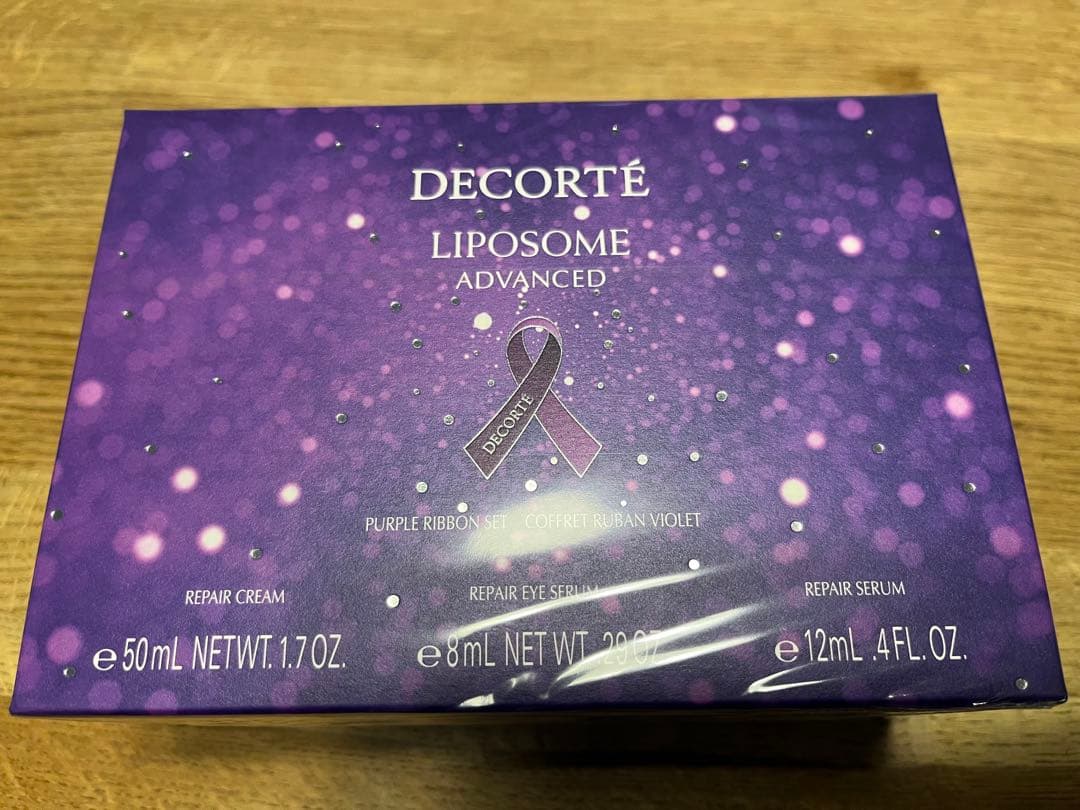 DECORTÉ
LIPOSOME
ADVANCED
DECORTÉ
PURPLE RIBBON SET COFFRET RUBAN VIOLET
REPAIR CREAM REPAIR EYE SERUM REPAIR SERUM
℮50mL NETWT. 1.7 OZ. ℮8mL NET WT. .29 OZ. ℮12mL .4FL. OZ.